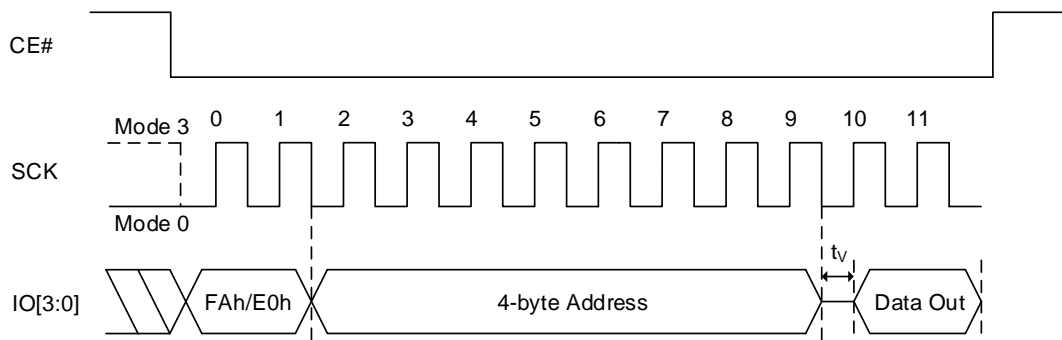 CE#
Mode 3 0 1 2 3 4 5 6 7 8 9 10 11
SCK
Mode 0
tV
IO[3:0] FAh/E0h 4-byte Address Data Out